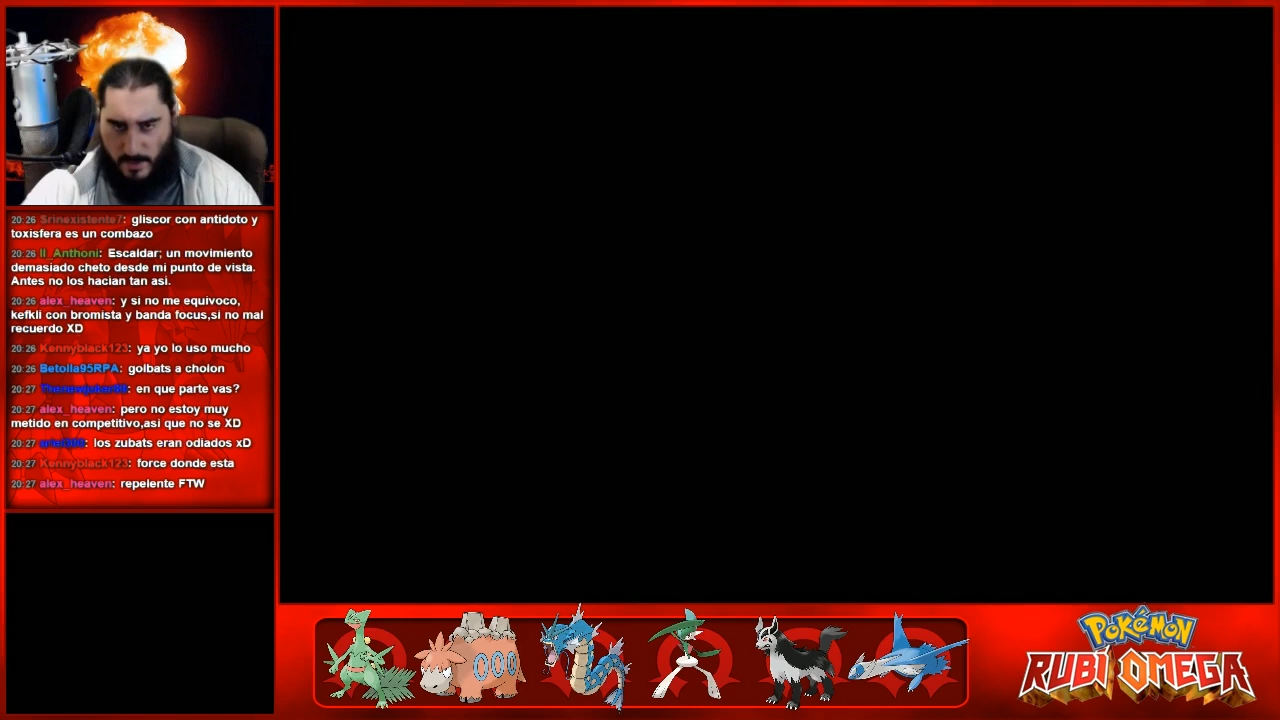 20:26 Srinexistente7: gliscor con antidoto y
toxisfera es un combazo
20:26 Il_Anthoni: Escaldar; un movimiento
demasiado cheto desde mi punto de vista.
Antes no los hacian tan asi.
20:26 alex_heaven: y si no me equivoco,
kefkli con bromista y banda focus,si no mal
recuerdo XD
20:26 Kennyblack123: ya yo lo uso mucho
20:26 Betolla95RPA: golbats a cholon
20:27 : en que parte vas?
20:27 alex_heaven: pero no estoy muy
metido en competitivo,asi que no se XD
20:27 : los zubats eran odiados xD
20:27 Kennyblack123: force donde esta
20:27 alex_heaven: repelente FTW
POKÉMON
RUBI OMEGA